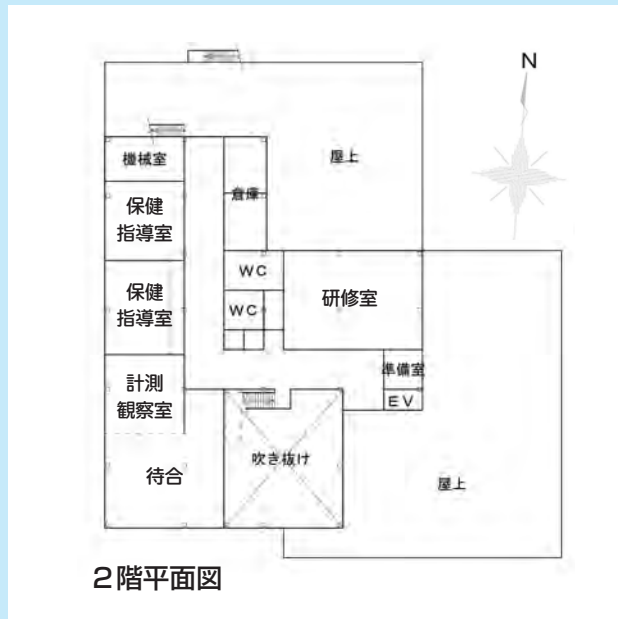 N
機械室
倉庫
屋上
保健
指導室
WC
保健
指導室
WC
研修室
計測
観察室
準備室
EV
待合
吹き抜け
屋上
2階平面図